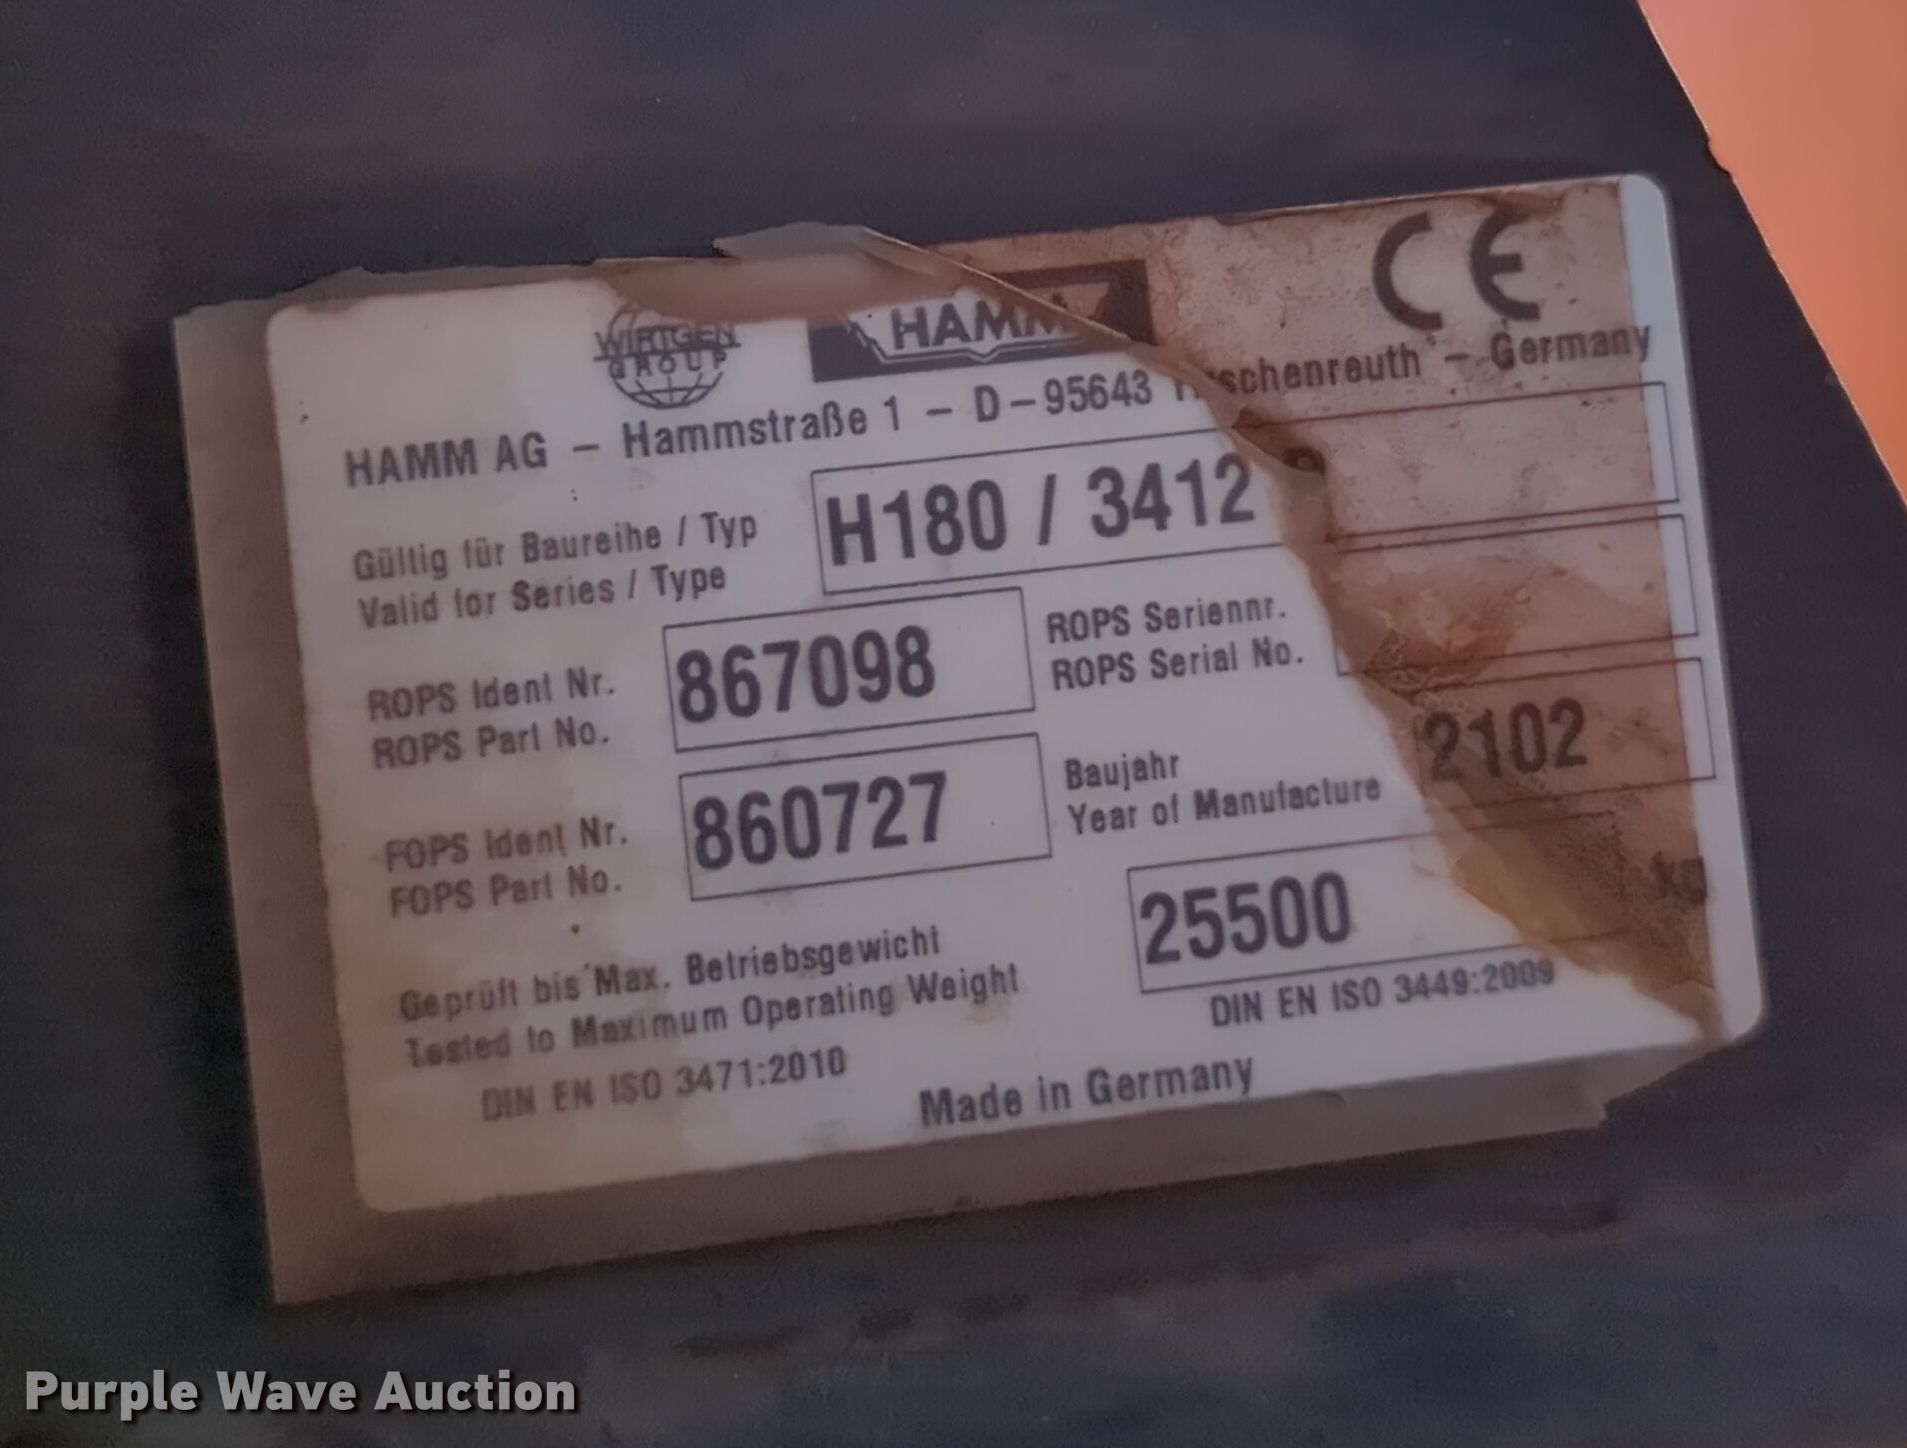 WIRTGEN
GROUP
HAMM
CE
HAMM AG – Hammstraße 1 – D–95643 – Germany
Gültig für Baureihe / Typ
Valid for Series / Type
H180 / 3412
ROPS Ident Nr.
ROPS Part No.
867098
ROPS Seriennr.
ROPS Serial No.
FOPS Ident Nr.
FOPS Part No.
860727
Baujahr
Year of Manufacture
2102
Geprüft bis Max. Betriebsgewicht
Tested to Maximum Operating Weight
25500 kg
DIN EN ISO 3471:2010
DIN EN ISO 3449:2009
Made in Germany
Purple Wave Auction